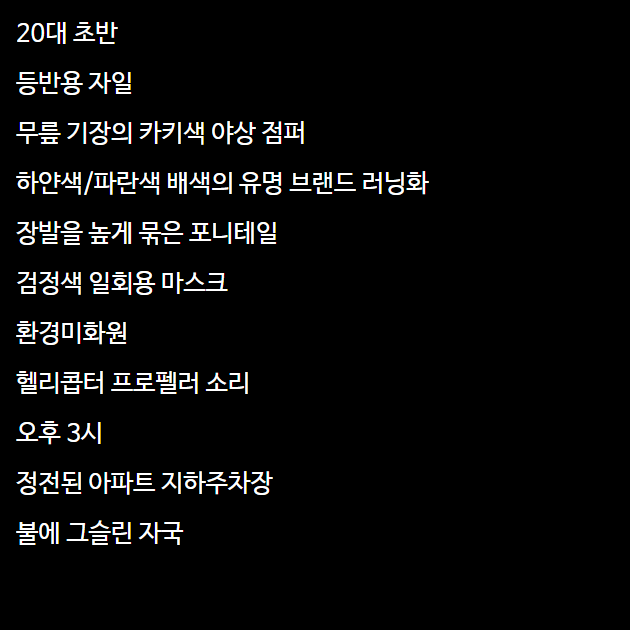 20대 초반
등반용 자일
무릎 기장의 카키색 야상 점퍼
하얀색/파란색 배색의 유명 브랜드 러닝화
장발을 높게 묶은 포니테일
검정색 일회용 마스크
환경미화원
헬리콥터 프로펠러 소리
오후 3시
정전된 아파트 지하주차장
불에 그슬린 자국